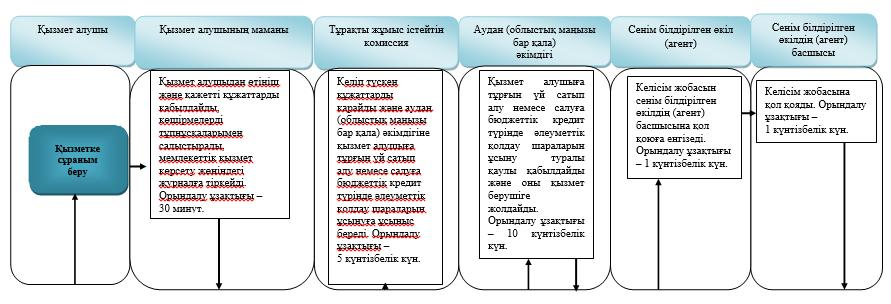 Қызмет алушы
Қызмет алушының маманы
Тұрақты жұмыс істейтін
комиссия
Аудан (облыстық маңызы
бар қала)
әкімдігі
Сенім білдірілген өкіл
(агент)
Сенім білдірілген
өкілдің (агент)
басшысы
Қызметке
сұраным
беру
Қызмет алушыдан өтініш
және қажетті құжаттарды
қабылдайды,
көшірмелерді
түпнұсқаларымен
салыстырады,
мемлекеттік қызмет
көрсету жөніндегі
журналға тіркейді.
Орындалу ұзақтығы –
30 минут.
Келіп түскен
құжаттарды
қарайды және аудан
(облыстық маңызы
бар қала) әкімдігіне
қызмет алушыға
тұрғын үй сатып
алу немесе салуға
бюджеттік кредит
түрінде әлеуметтік
қолдау шараларын
ұсынуға ұсыныс
береді. Орындалу
ұзақтығы –
5 күнтізбелік күн.
Қызмет алушыға
тұрғын үй сатып
алу немесе салуға
бюджеттік кредит
түрінде әлеуметтік
қолдау шараларын
ұсыну туралы
қаулы қабылдайды
және оны қызмет
берушіге
жолдайды.
Орындалу ұзақтығы
– 10 күнтізбелік
күн.
Келісім жобасын
сенім білдірілген
өкілдің (агент)
басшысына қол
қоюға енгізеді.
Орындалу ұзақтығы
– 1 күнтізбелік күн.
Келісім жобасына
қол қояды. Орындалу
ұзақтығы –
1 күнтізбелік күн.